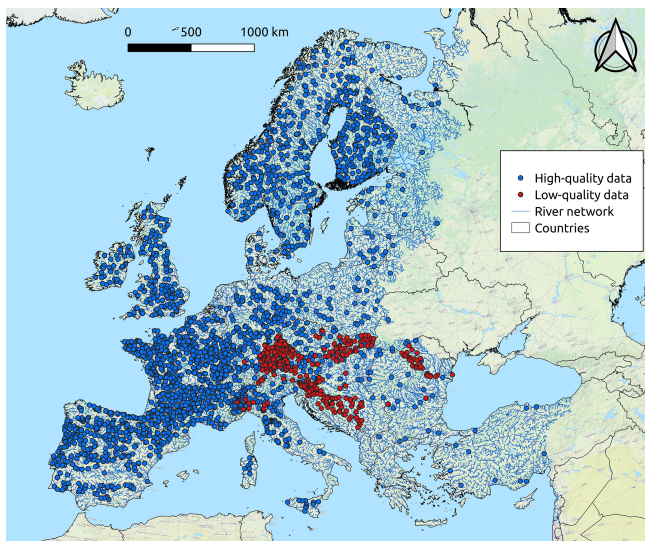 0 500 1000 km
High-quality data
Low-quality data
River network
Countries